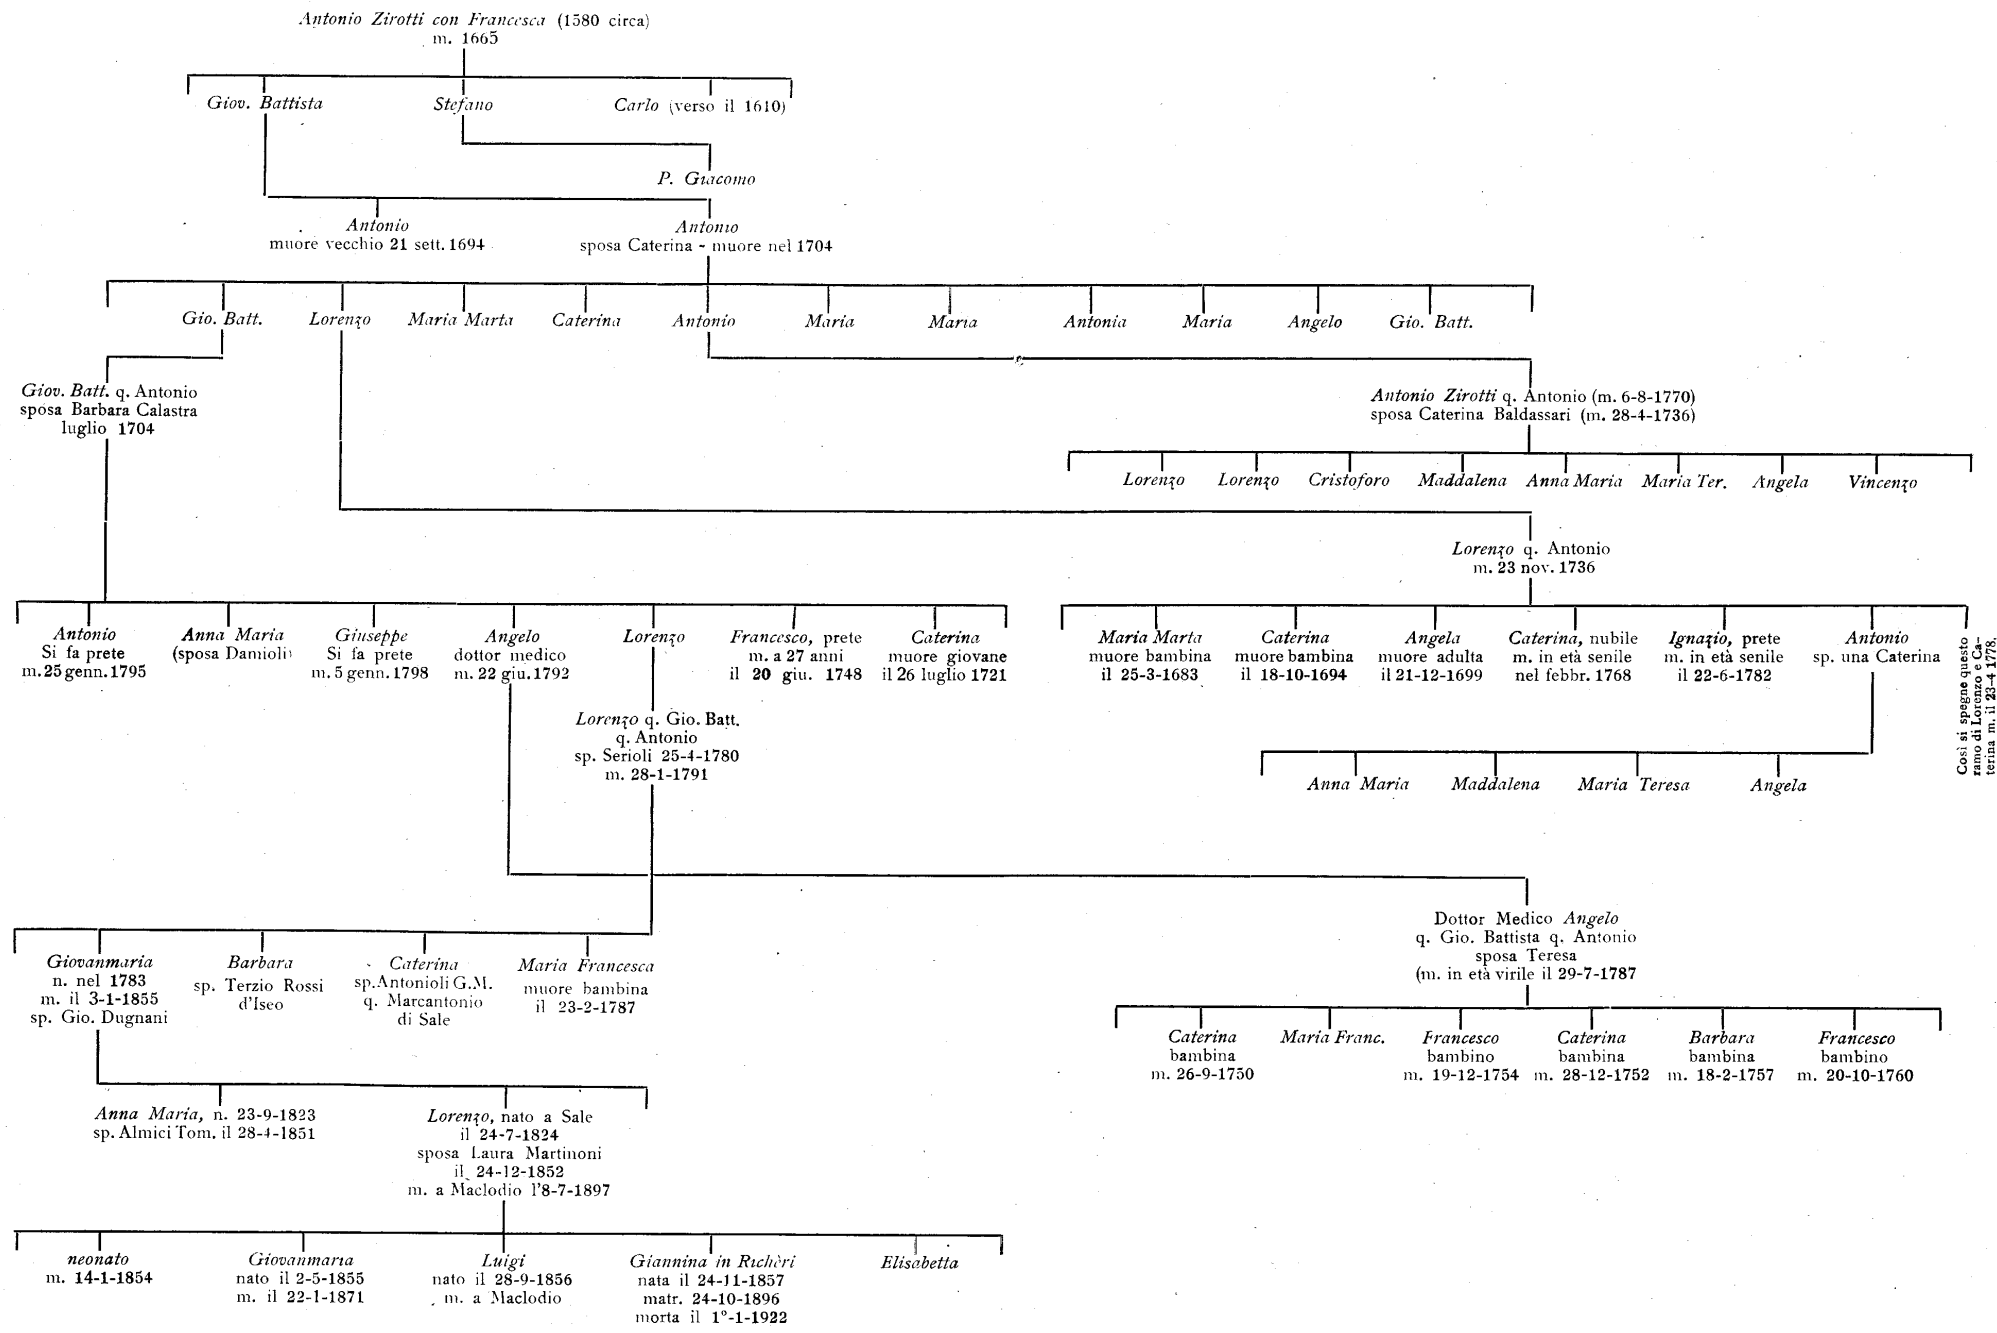 Antonio Zirotti con Francesca (1580 circa)
m. 1665
Giov. Battista
Stefano
Carlo (verso il 1610)
P. Giacomo
Antonio
muore vecchio 21 sett. 1694
Antonio
sposa Caterina - muore nel 1704
Gio. Batt.
Lorenzo
Maria Marta
Caterina
Antonio
Maria
Maria
Antonia
Maria
Angelo
Gio. Batt.
Giov. Batt. q. Antonio
sposa Barbara Calastra
luglio 1704
Antonio Zirotti q. Antonio (m. 6-8-1770)
sposa Caterina Baldassari (m. 28-4-1736)
Lorenzo
Lorenzo
Cristoforo
Maddalena
Anna Maria
Maria Ter.
Angela
Vincenzo
Lorenzo q. Antonio
m. 23 nov. 1736
Antonio
Si fa prete
m. 25 genn. 1795
Anna Maria
(sposa Damioli)
Giuseppe
Si fa prete
m. 5 genn. 1798
Angelo
dottor medico
m. 22 giu. 1792
Lorenzo
Francesco, prete
m. a 27 anni
il 20 giu. 1748
Caterina
muore giovane
il 26 luglio 1721
Maria Marta
muore bambina
il 25-3-1683
Caterina
muore bambina
il 18-10-1694
Angela
muore adulta
il 21-12-1699
Caterina, nubile
m. in età senile
nel febbr. 1768
Ignazio, prete
m. in età senile
il 22-6-1782
Antonio
sp. una Caterina
Così si spegne questo
ramo di Lorenzo e Ca-
terina m. il 23-4 1778.
Lorenzo q. Gio. Batt.
q. Antonio
sp. Serioli 25-4-1780
m. 28-1-1791
Anna Maria
Maddalena
Maria Teresa
Angela
Dottor Medico Angelo
q. Gio. Battista q. Antonio
sposa Teresa
(m. in età virile il 29-7-1787
Giovanmaria
n. nel 1783
m. il 3-1-1855
sp. Gio. Dugnani
Barbara
sp. Terzio Rossi
d'Iseo
Caterina
sp. Antonioli G.M.
q. Marcantonio
di Sale
Maria Francesca
muore bambina
il 23-2-1787
Caterina
bambina
m. 26-9-1750
Maria Franc.
Francesco
bambino
m. 19-12-1754
Caterina
bambina
m. 28-12-1752
Barbara
bambina
m. 18-2-1757
Francesco
bambino
m. 20-10-1760
Anna Maria, n. 23-9-1823
sp. Almici Tom. il 28-4-1851
Lorenzo, nato a Sale
il 24-7-1824
sposa Laura Martinoni
il 24-12-1852
m. a Maclodio l'8-7-1897
neonato
m. 14-1-1854
Giovanmaria
nato il 2-5-1855
m. il 22-1-1871
Luigi
nato il 28-9-1856
m. a Maclodio
Giannina in Richèri
nata il 24-11-1857
matr. 24-10-1896
morta il 1°-1-1922
Elisabetta